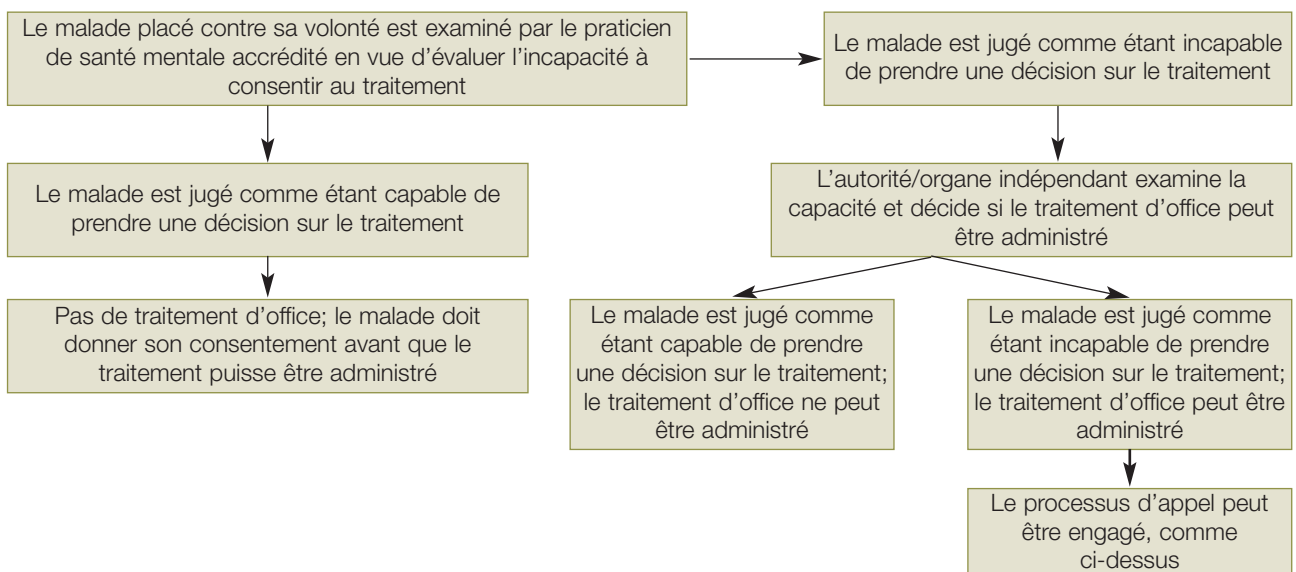 Le malade placé contre sa volonté est examiné par le praticien
de santé mentale accrédité en vue d'évaluer l'incapacité à
consentir au traitement
Le malade est jugé comme étant incapable
de prendre une décision sur le traitement
Le malade est jugé comme étant capable de
prendre une décision sur le traitement
L'autorité/organe indépendant examine la
capacité et décide si le traitement d'office peut
être administré
Pas de traitement d'office; le malade doit
donner son consentement avant que le
traitement puisse être administré
Le malade est jugé comme
étant capable de prendre
une décision sur le traitement;
le traitement d'office ne peut
être administré
Le malade est jugé comme
étant incapable de prendre
une décision sur le traitement;
le traitement d'office peut être
administré
Le processus d'appel peut
être engagé, comme
ci-dessus